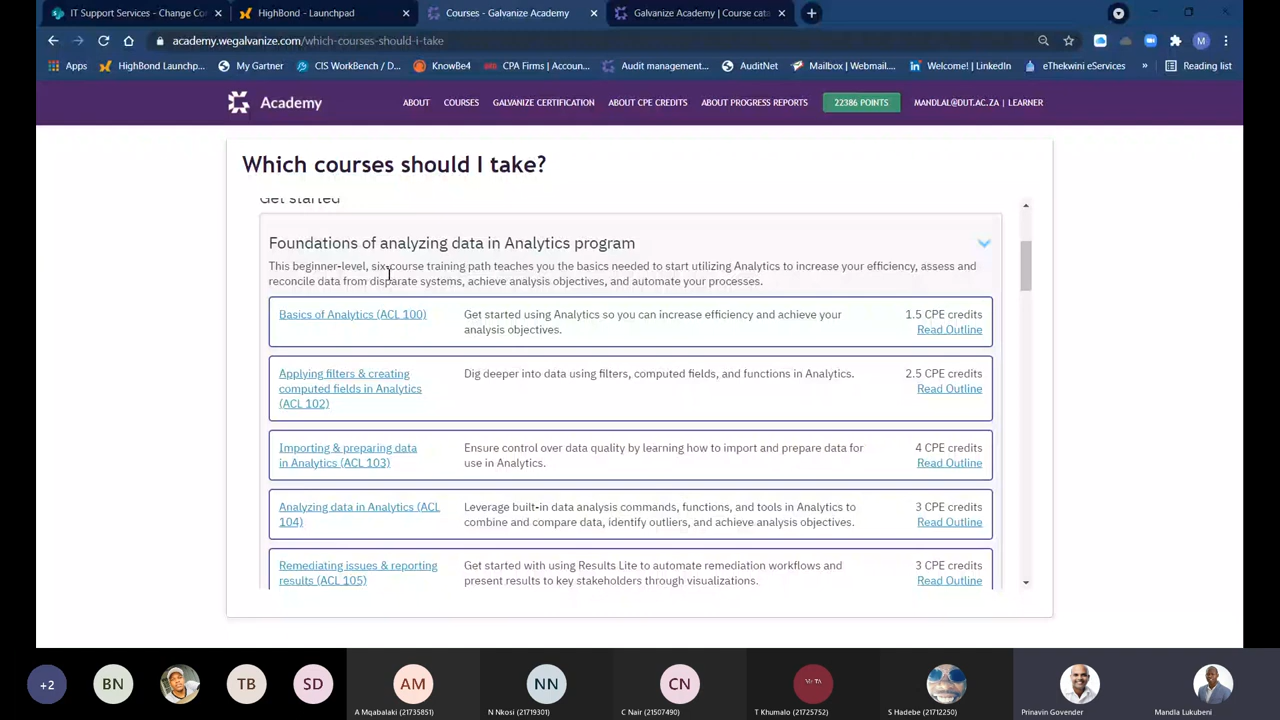 IT Support Services - Change Co
HighBond - Launchpad
Courses - Galvanize Academy
Galvanize Academy | Course cata
academy.wegalvanize.com/which-courses-should-i-take
M
Apps
HighBond Launchp...
My Gartner
CIS WorkBench / D...
KnowBe4
CPA Firms | Accoun...
Audit management...
AuditNet
Mailbox | Webmail...
Welcome! | LinkedIn
eThekwini eServices
»
Reading list
Academy
ABOUT
COURSES
GALVANIZE CERTIFICATION
ABOUT CPE CREDITS
ABOUT PROGRESS REPORTS
22386 POINTS
MANDLAL@DUT.AC.ZA | LEARNER
Which courses should I take?
Get started
Foundations of analyzing data in Analytics program
This beginner-level, six-course training path teaches you the basics needed to start utilizing Analytics to increase your efficiency, assess and
reconcile data from disparate systems, achieve analysis objectives, and automate your processes.
Basics of Analytics (ACL 100)
Get started using Analytics so you can increase efficiency and achieve your
analysis objectives.
1.5 CPE credits
Read Outline
Applying filters & creating
computed fields in Analytics
(ACL 102)
Dig deeper into data using filters, computed fields, and functions in Analytics.
2.5 CPE credits
Read Outline
Importing & preparing data
in Analytics (ACL 103)
Ensure control over data quality by learning how to import and prepare data for
use in Analytics.
4 CPE credits
Read Outline
Analyzing data in Analytics (ACL
104)
Leverage built-in data analysis commands, functions, and tools in Analytics to
combine and compare data, identify outliers, and achieve analysis objectives.
3 CPE credits
Read Outline
Remediating issues & reporting
results (ACL 105)
Get started with using Results Lite to automate remediation workflows and
present results to key stakeholders through visualizations.
3 CPE credits
Read Outline
+2
BN
TB
SD
AM
NN
CN
A Mqabalaki (21735851)
N Nkosi (21719301)
C Nair (21507490)
T Khumalo (21725752)
S Hadebe (21712250)
Prinavin Govender
Mandla Lukubeni